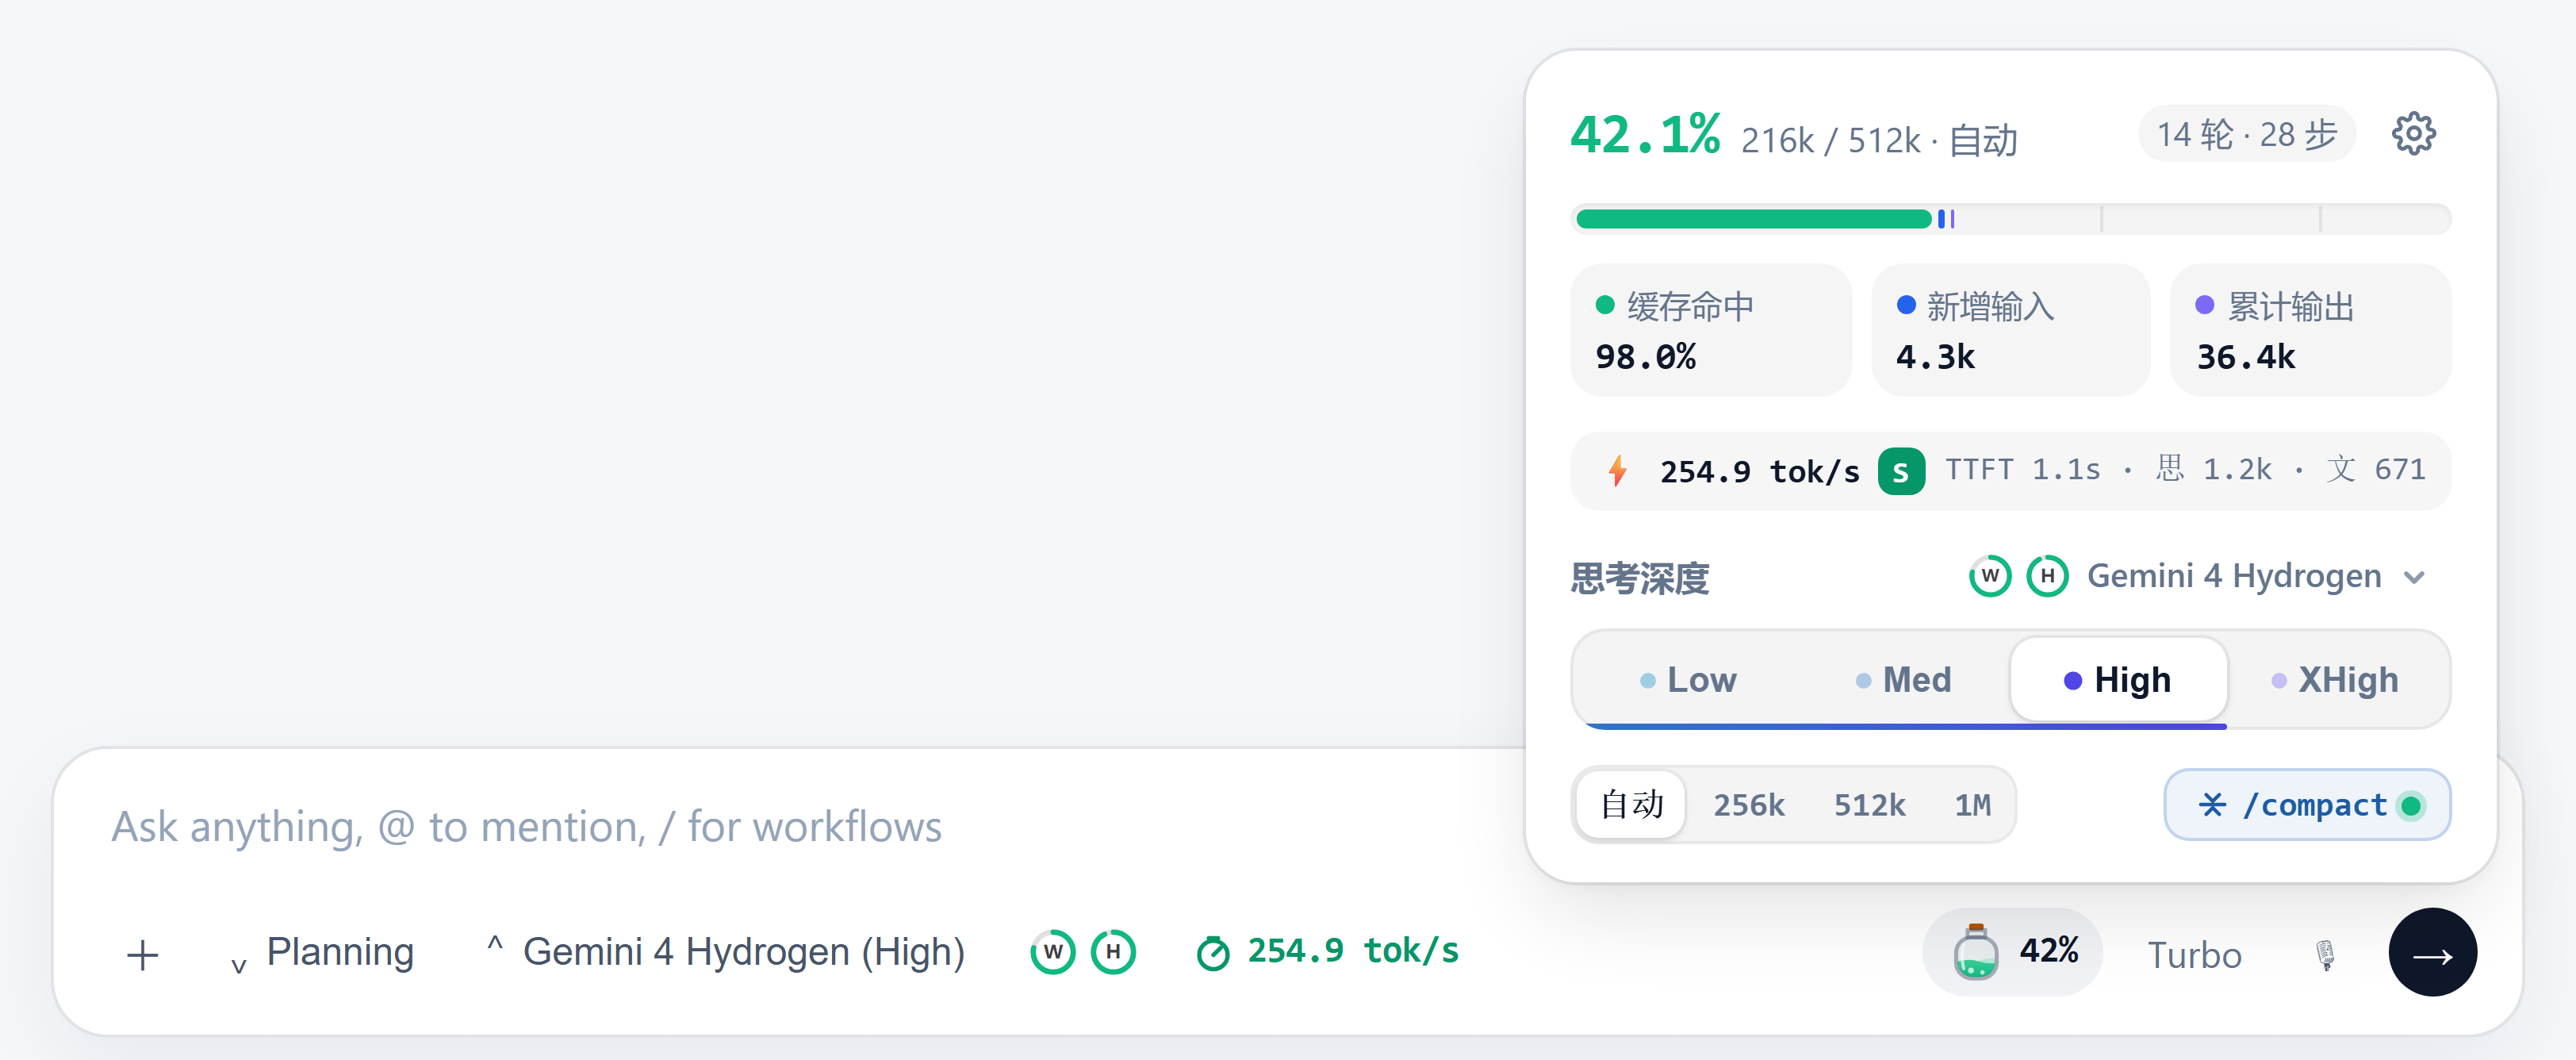 42.1% 216k / 512k · 自动 14 轮 · 28 步
缓存命中 新增输入 累计输出
98.0% 4.3k 36.4k
254.9 tok/s S TTFT 1.1s · 思 1.2k · 文 671
思考深度 W H Gemini 4 Hydrogen
Low Med High XHigh
自动 256k 512k 1M /compact
Ask anything, @ to mention, / for workflows
Planning Gemini 4 Hydrogen (High) W H 254.9 tok/s 42% Turbo